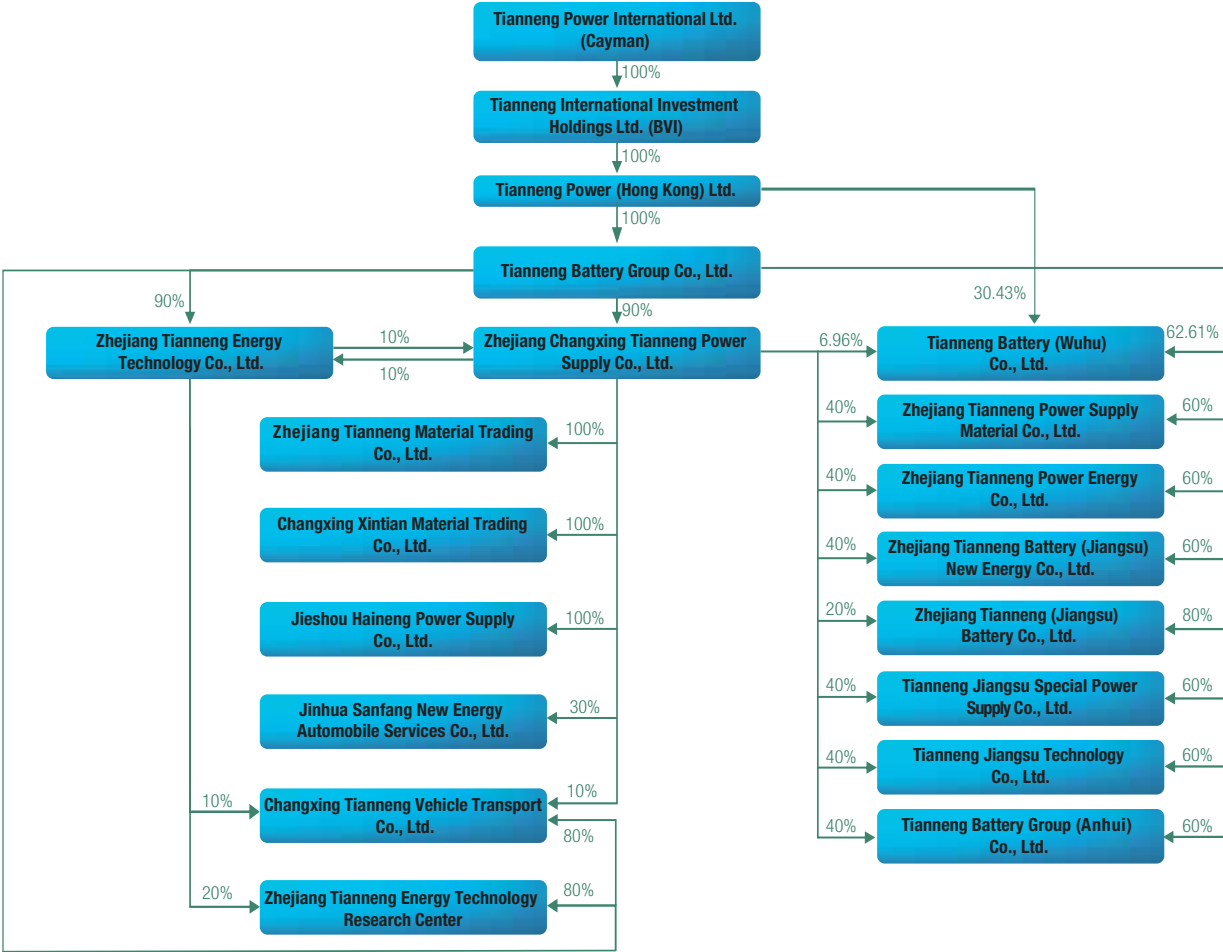 Tianneng Power International Ltd.
(Cayman)
100%
Tianneng International Investment
Holdings Ltd. (BVI)
100%
Tianneng Power (Hong Kong) Ltd.
100%
Tianneng Battery Group Co., Ltd.
90%
90%
30.43%
Zhejiang Tianneng Energy
Technology Co., Ltd.
10%
10%
Zhejiang Changxing Tianneng Power
Supply Co., Ltd.
6.96%
Tianneng Battery (Wuhu)
Co., Ltd.
62.61%
Zhejiang Tianneng Material Trading
Co., Ltd.
100%
Changxing Xintian Material Trading
Co., Ltd.
100%
Jieshou Haineng Power Supply
Co., Ltd.
100%
Jinhua Sanfang New Energy
Automobile Services Co., Ltd.
30%
10%
Changxing Tianneng Vehicle Transport
Co., Ltd.
10%
80%
20%
Zhejiang Tianneng Energy Technology
Research Center
80%
40%
Zhejiang Tianneng Power Supply
Material Co., Ltd.
60%
40%
Zhejiang Tianneng Power Energy
Co., Ltd.
60%
40%
Zhejiang Tianneng Battery (Jiangsu)
New Energy Co., Ltd.
60%
20%
Zhejiang Tianneng (Jiangsu)
Battery Co., Ltd.
80%
40%
Tianneng Jiangsu Special Power
Supply Co., Ltd.
60%
40%
Tianneng Jiangsu Technology
Co., Ltd.
60%
40%
Tianneng Battery Group (Anhui)
Co., Ltd.
60%